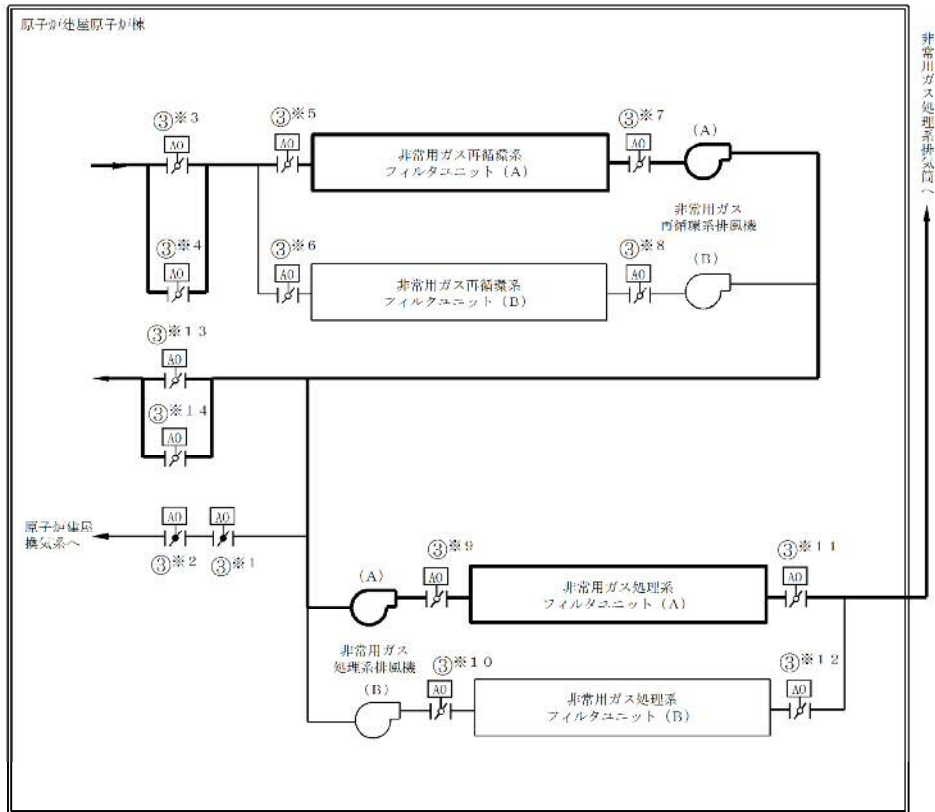 原子炉建屋原子炉棟
非常用ガス処理系排気筒へ
③※3
AO
③※5
AO
非常用ガス再循環系
フィルタユニット（A）
③※7
AO
（A）
③※4
AO
③※6
AO
非常用ガス再循環系
フィルタユニット（B）
③※8
AO
非常用ガス
再循環系排風機
（B）
③※13
AO
③※14
AO
原子炉建屋
換気系へ
AO
③※2
AO
③※1
（A）
③※9
AO
非常用ガス処理系
フィルタユニット（A）
③※11
AO
非常用ガス
処理系排風機
（B）
③※10
AO
非常用ガス処理系
フィルタユニット（B）
③※12
AO